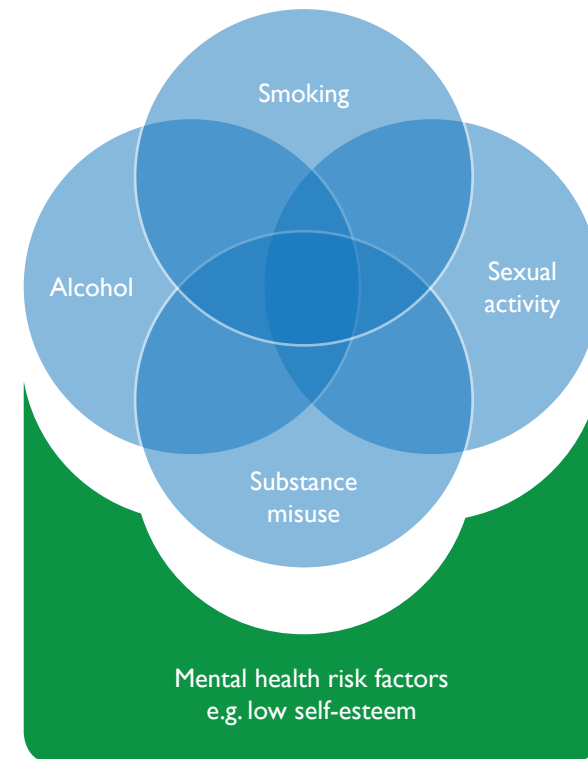 Smoking
Alcohol
Sexual
activity
Substance
misuse
Mental health risk factors
e.g. low self-esteem